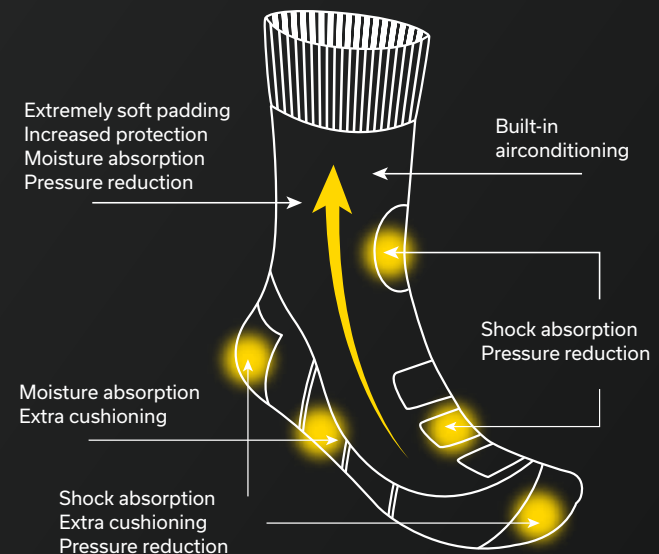 Extremely soft padding
Increased protection
Moisture absorption
Pressure reduction
Built-in
airconditioning
Shock absorption
Pressure reduction
Moisture absorption
Extra cushioning
Shock absorption
Extra cushioning
Pressure reduction